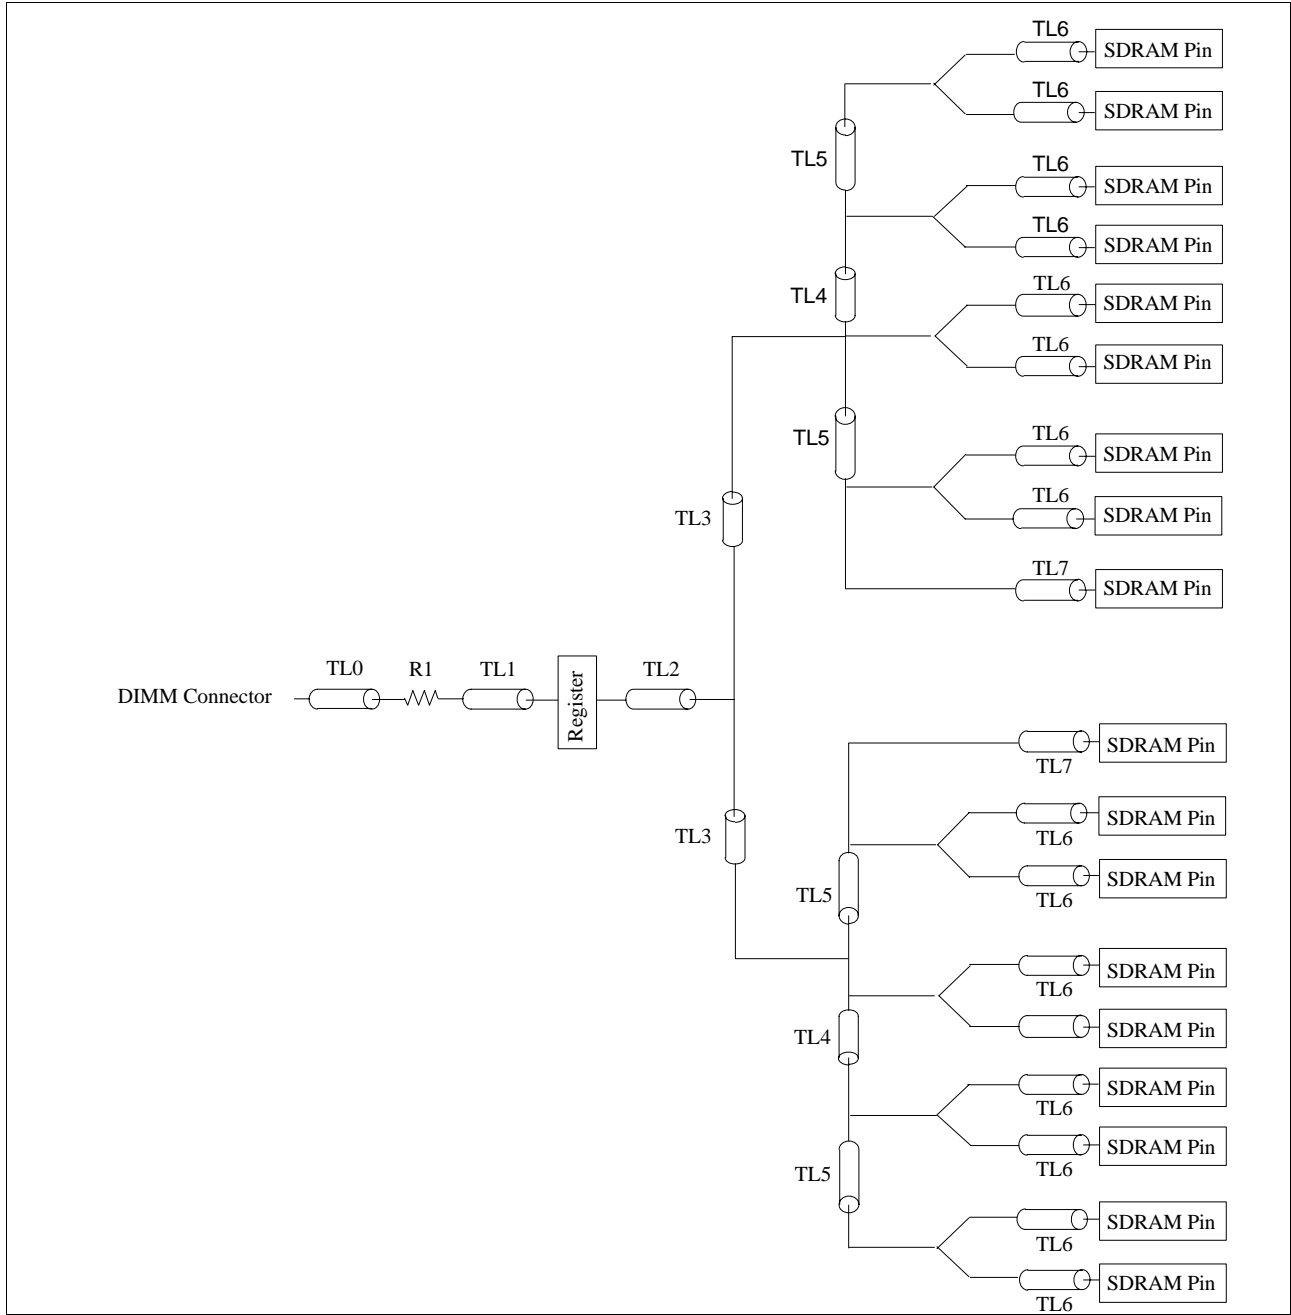 TL6
SDRAM Pin
TL6
SDRAM Pin
TL5
TL6
SDRAM Pin
TL6
SDRAM Pin
TL4
TL6
SDRAM Pin
TL6
SDRAM Pin
TL5
TL6
SDRAM Pin
TL6
SDRAM Pin
TL3
TL7
SDRAM Pin
DIMM Connector
TL0
R1
TL1
Register
TL2
SDRAM Pin
TL7
TL3
SDRAM Pin
TL6
TL5
SDRAM Pin
TL6
SDRAM Pin
TL6
TL4
SDRAM Pin
SDRAM Pin
TL6
SDRAM Pin
TL6
TL5
SDRAM Pin
TL6
SDRAM Pin
TL6